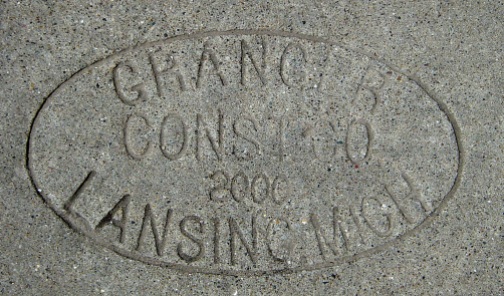 GRANGER
CONST CO
2000
LANSING, MICH